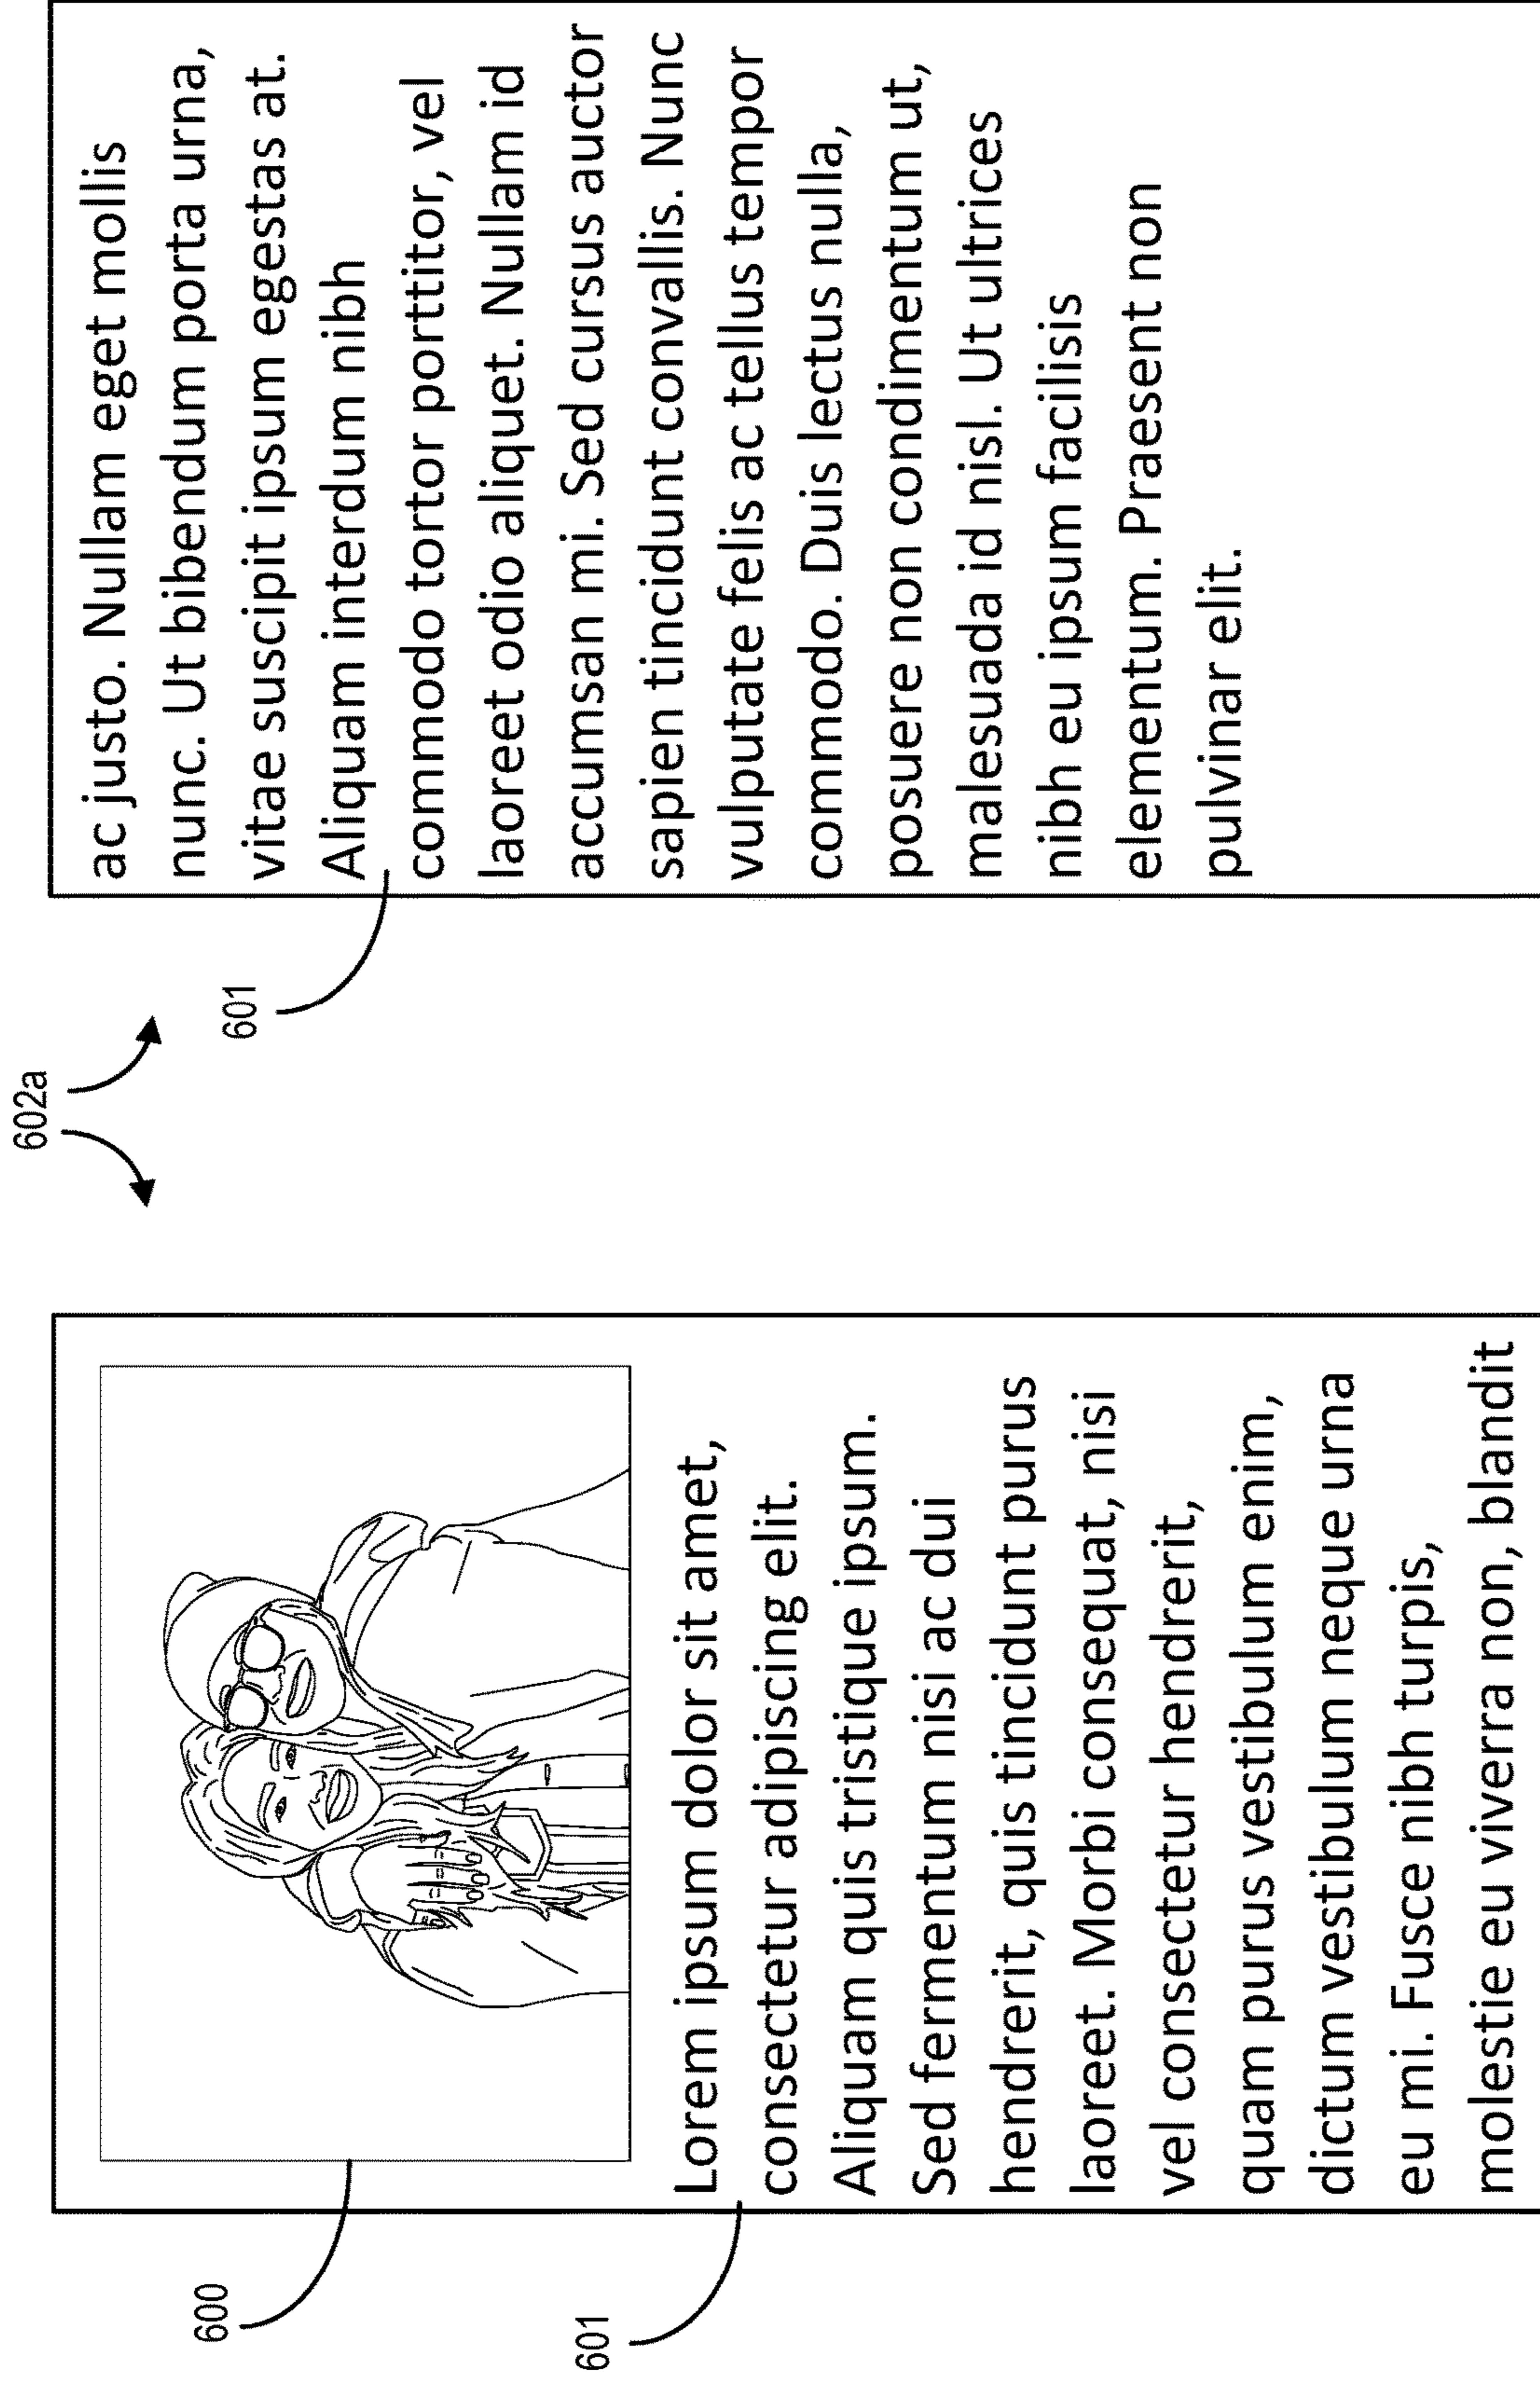 602a
600
601
Lorem ipsum dolor sit amet,
consectetur adipiscing elit.
Aliquam quis tristique ipsum.
Sed fermentum nisi ac dui
hendrerit, quis tincidunt purus
laoreet. Morbi consequat, nisi
vel consectetur hendrerit,
quam purus vestibulum enim,
dictum vestibulum neque urna
eu mi. Fusce nibh turpis,
molestie eu viverra non, blandit
601
ac justo. Nullam eget mollis
nunc. Ut bibendum porta urna,
vitae suscipit ipsum egestas at.
Aliquam interdum nibh
commodo tortor porttitor, vel
laoreet odio aliquet. Nullam id
accumsan mi. Sed cursus auctor
sapien tincidunt convallis. Nunc
vulputate felis ac tellus tempor
commodo. Duis lectus nulla,
posuere non condimentum ut,
malesuada id nisl. Ut ultrices
nibh eu ipsum facilisis
elementum. Praesent non
pulvinar elit.